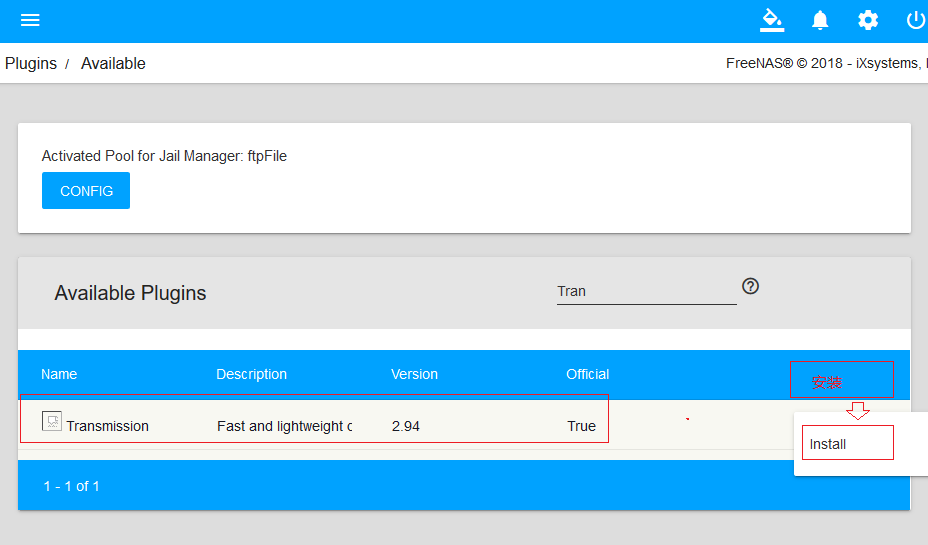 Plugins / Available
FreeNAS® © 2018 - iXsystems,
Activated Pool for Jail Manager: ftpFile
CONFIG
Available Plugins
Tran
Name Description Version Official
安装
Transmission Fast and lightweight c 2.94 True
Install
1 - 1 of 1